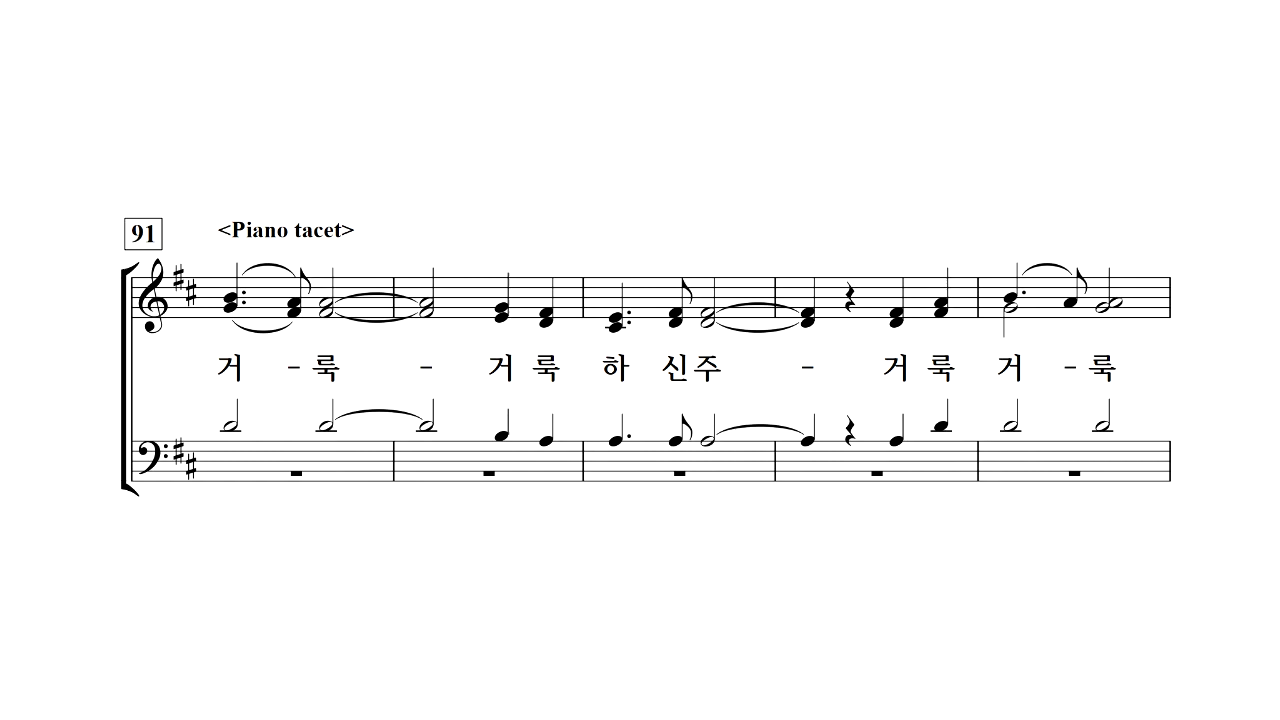 91 <Piano tacet>
거 - 룩 - 거 룩 하 신 주 - 거 룩 거 - 룩